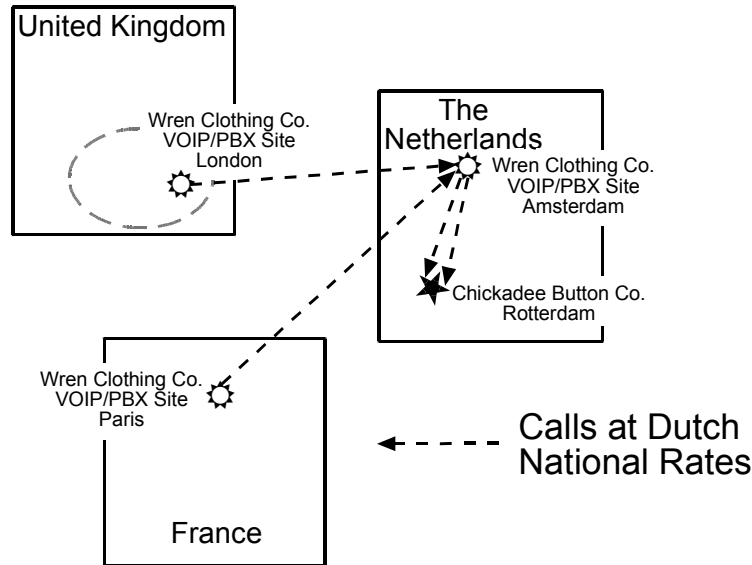 United Kingdom
Wren Clothing Co.
VOIP/PBX Site
London
The
Netherlands
Wren Clothing Co.
VOIP/PBX Site
Amsterdam
Chickadee Button Co.
Rotterdam
Wren Clothing Co.
VOIP/PBX Site
Paris
Calls at Dutch
National Rates
France